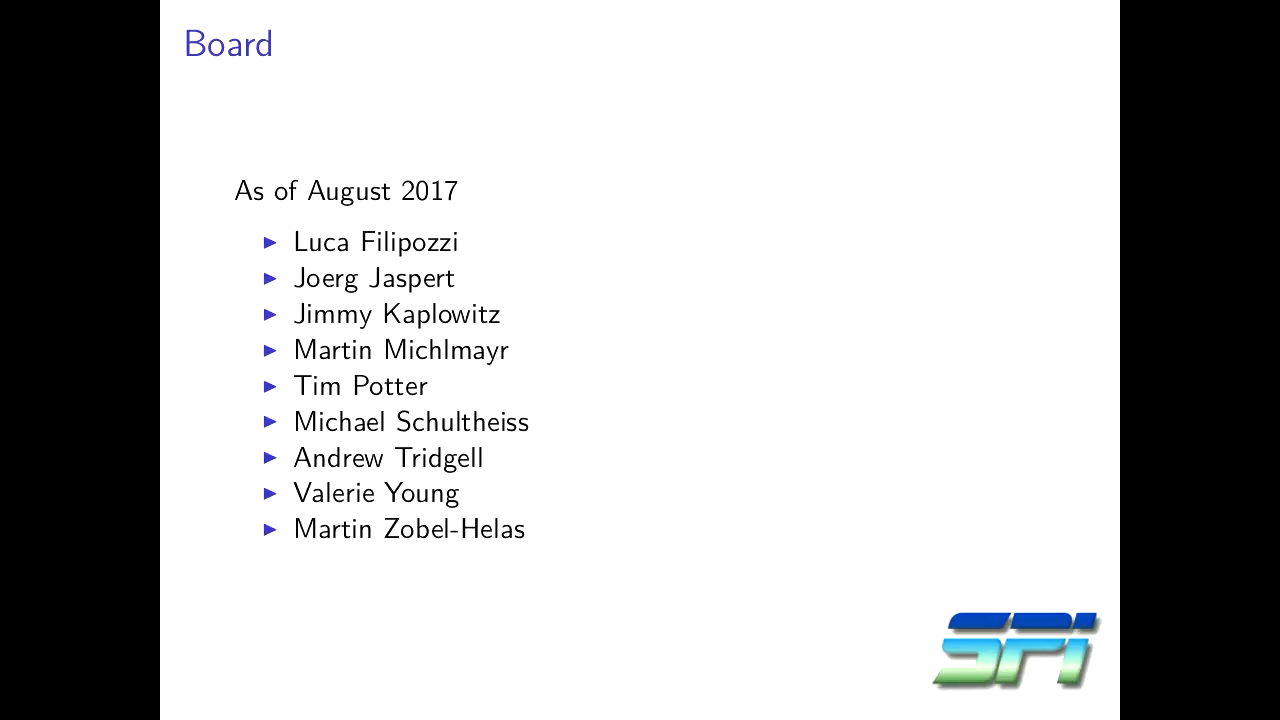 Board
As of August 2017
Luca Filipozzi
Joerg Jaspert
Jimmy Kaplowitz
Martin Michlmayr
Tim Potter
Michael Schultheiss
Andrew Tridgell
Valerie Young
Martin Zobel-Helas
SPi